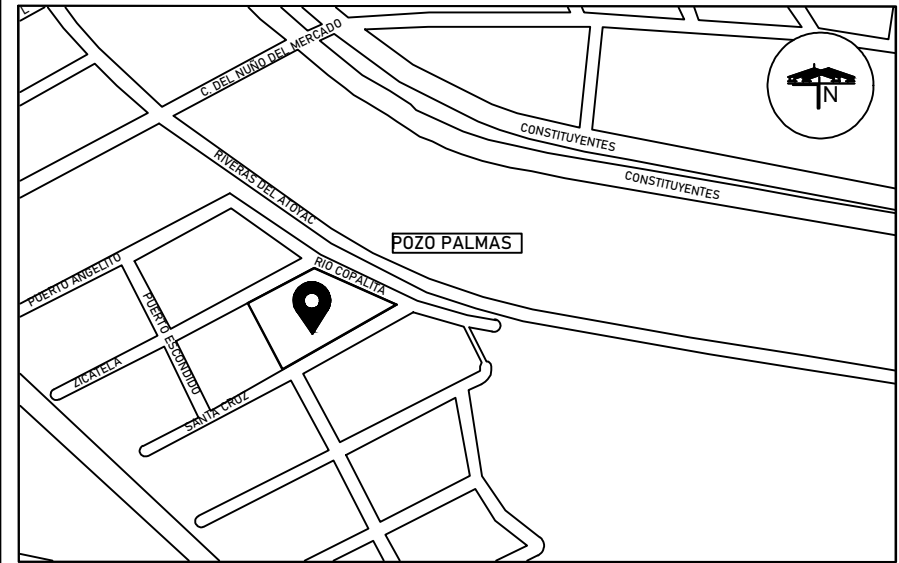 C. DEL NUÑO DEL MERCADO
N
CONSTITUYENTES
CONSTITUYENTES
RIVERAS DEL ATOYAC
POZO PALMAS
RIO COPALITA
PUERTO ANGELITO
PUERTO ESCONDIDO
ZICATELA
SANTA CRUZ